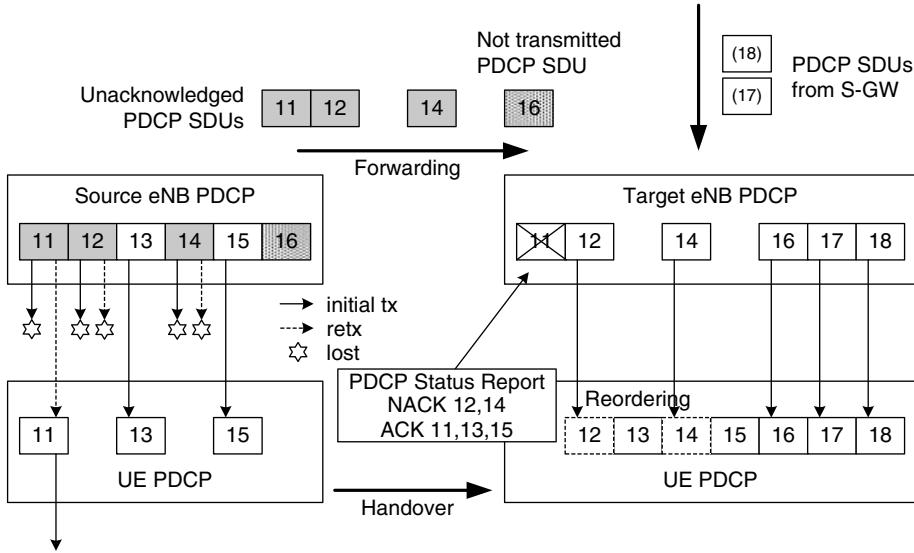 Not transmitted
PDCP SDU
(18)
(17)
PDCP SDUs
from S-GW
Unacknowledged
PDCP SDUs
11 12 14 16
Forwarding
Source eNB PDCP
11 12 13 14 15 16
Target eNB PDCP
11 12 14 16 17 18
initial tx
retx
lost
PDCP Status Report
NACK 12,14
ACK 11,13,15
11 13 15
UE PDCP
Reordering
12 13 14 15 16 17 18
UE PDCP
Handover